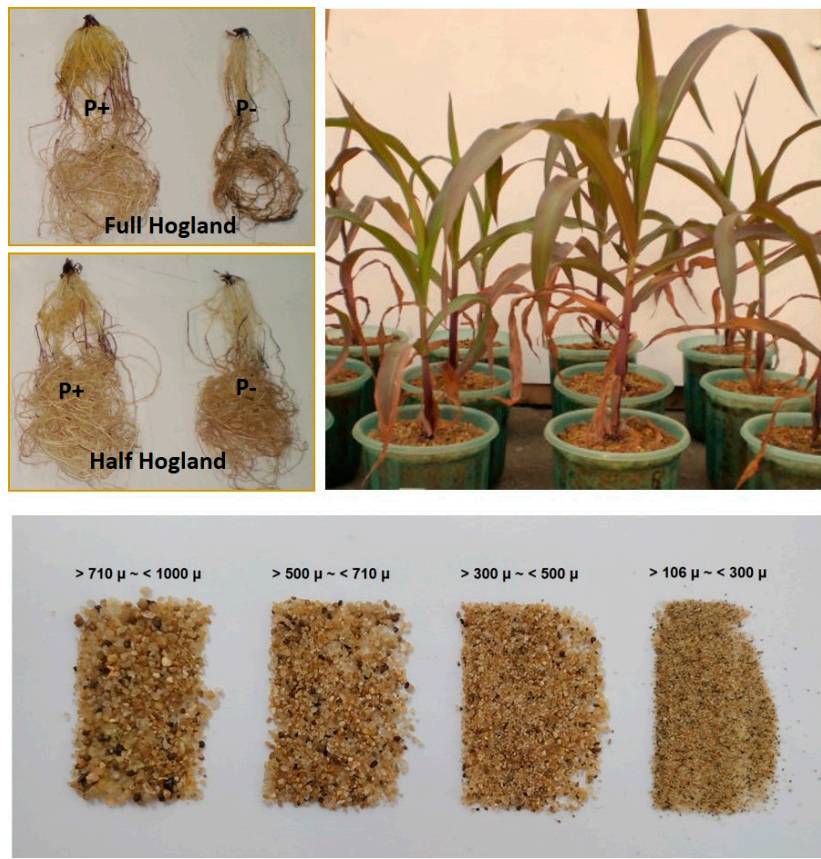 P+
P-
Full Hogland
P+
P-
Half Hogland
> 710 μ ~ < 1000 μ
> 500 μ ~ < 710 μ
> 300 μ ~ < 500 μ
> 106 μ ~ < 300 μ